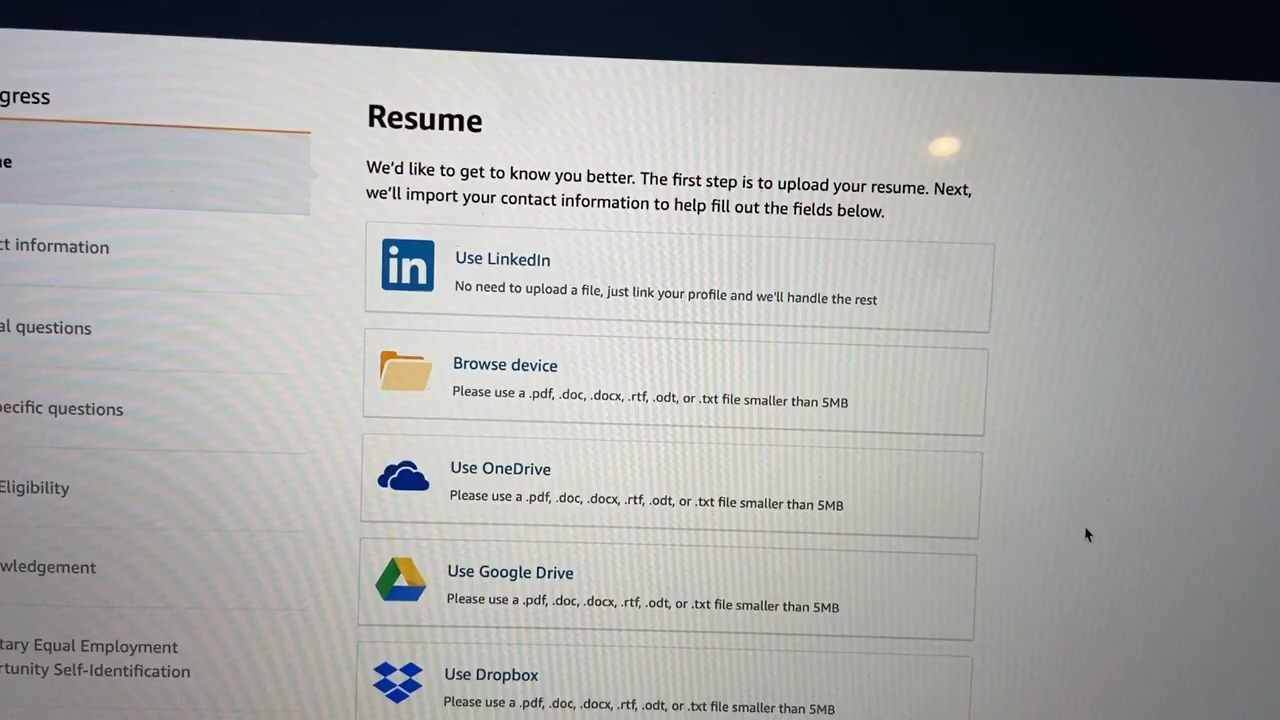 gress
e
ct information
al questions
ecific questions
Eligibility
wledgement
tary Equal Employment
rtunity Self-Identification
Resume
We'd like to get to know you better. The first step is to upload your resume. Next,
we'll import your contact information to help fill out the fields below.
in
Use LinkedIn
No need to upload a file, just link your profile and we'll handle the rest
Browse device
Please use a .pdf, .doc, .docx, .rtf, .odt, or .txt file smaller than 5MB
Use OneDrive
Please use a .pdf, .doc, .docx, .rtf, .odt, or .txt file smaller than 5MB
Use Google Drive
Please use a .pdf, .doc, .docx, .rtf, .odt, or .txt file smaller than 5MB
Use Dropbox
Please use a .pdf, .doc, .docx, .rtf, .odt, or .txt file smaller than 5MB